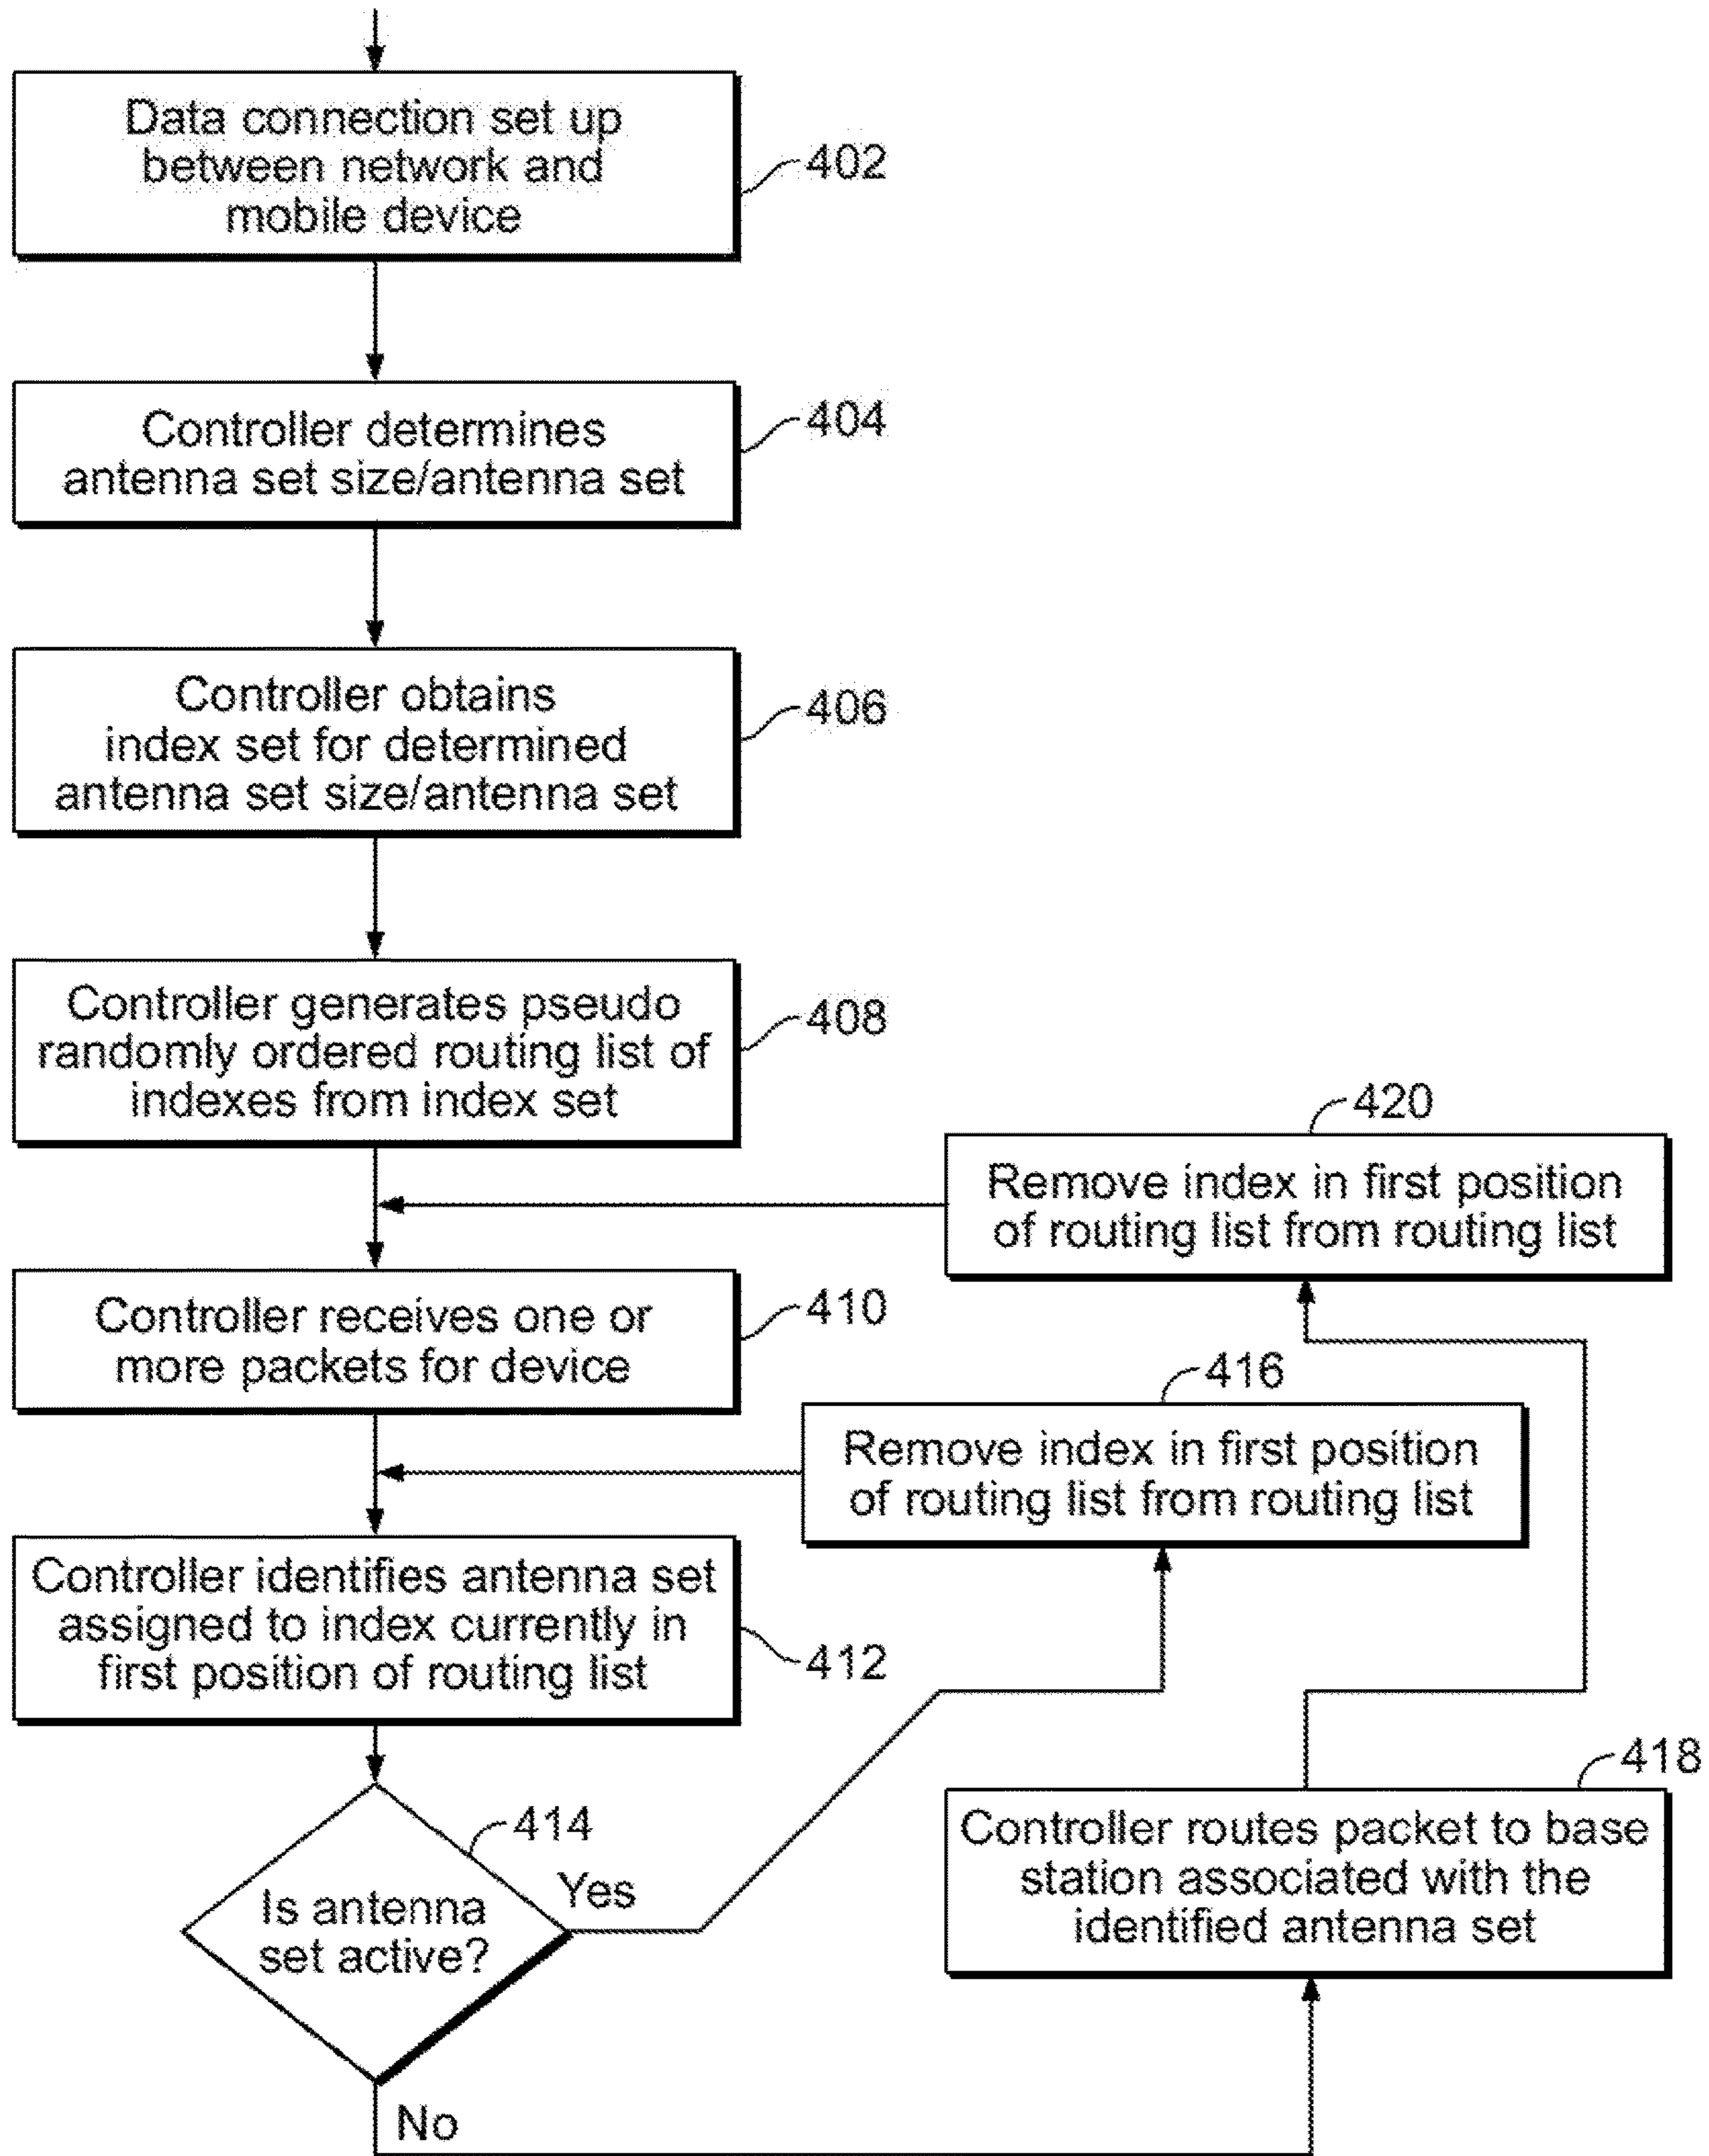 Data connection set up
between network and
mobile device
402
Controller determines
antenna set size/antenna set
404
Controller obtains
index set for determined
antenna set size/antenna set
406
Controller generates pseudo
randomly ordered routing list of
indexes from index set
408
420
Remove index in first position
of routing list from routing list
Controller receives one or
more packets for device
410
416
Remove index in first position
of routing list from routing list
Controller identifies antenna set
assigned to index currently in
first position of routing list
412
414
Is antenna
set active?
Yes
No
418
Controller routes packet to base
station associated with the
identified antenna set